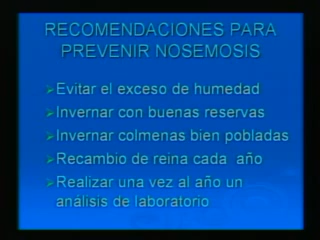 RECOMENDACIONES PARA
PREVENIR NOSEMOSIS
Evitar el exceso de humedad
Invernar con buenas reservas
Invernar colmenas bien pobladas
Recambio de reina cada año
Realizar una vez al año un
análisis de laboratorio